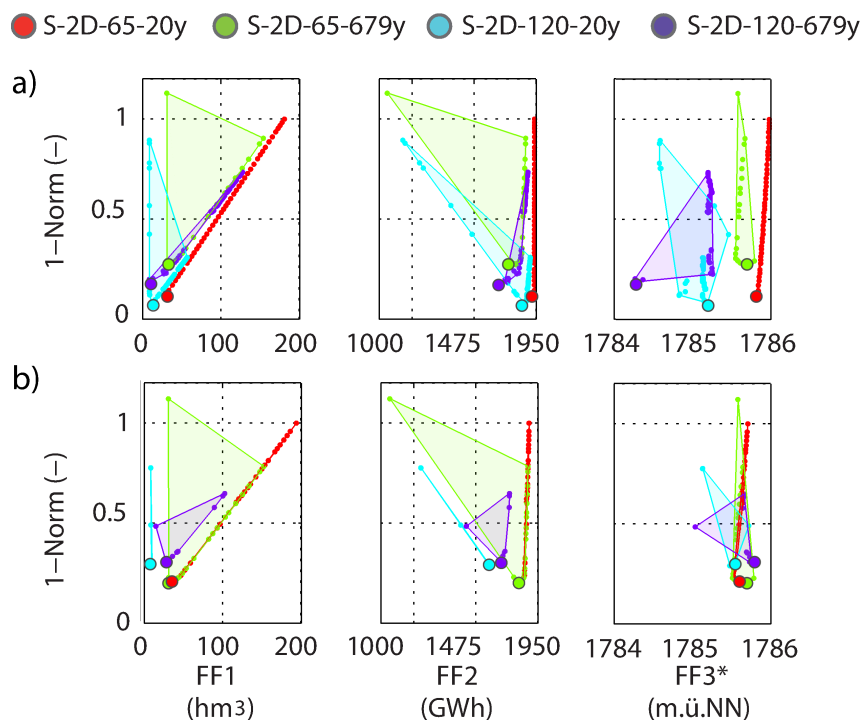 S-2D-65-20y S-2D-65-679y S-2D-120-20y S-2D-120-679y
a)
1−Norm (−)
1
0.5
0
0 100 200 1000 1475 1950 1784 1785 1786
b)
1−Norm (−)
1
0.5
0
0 100 200 1000 1475 1950 1784 1785 1786
FF1 FF2 FF3*
(hm3) (GWh) (m.ü.NN)